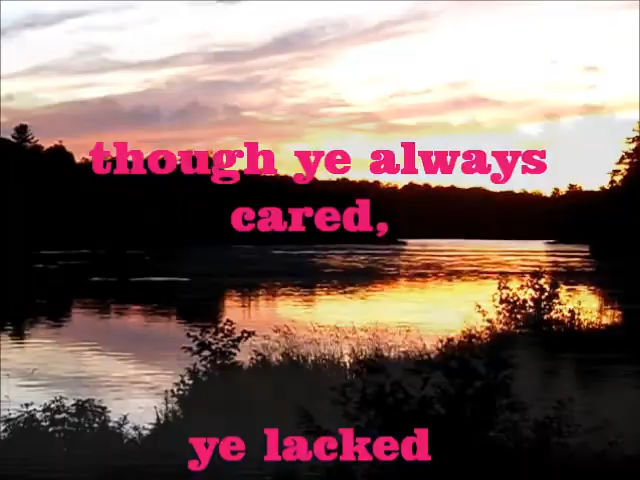 though ye always
cared,
ye lacked